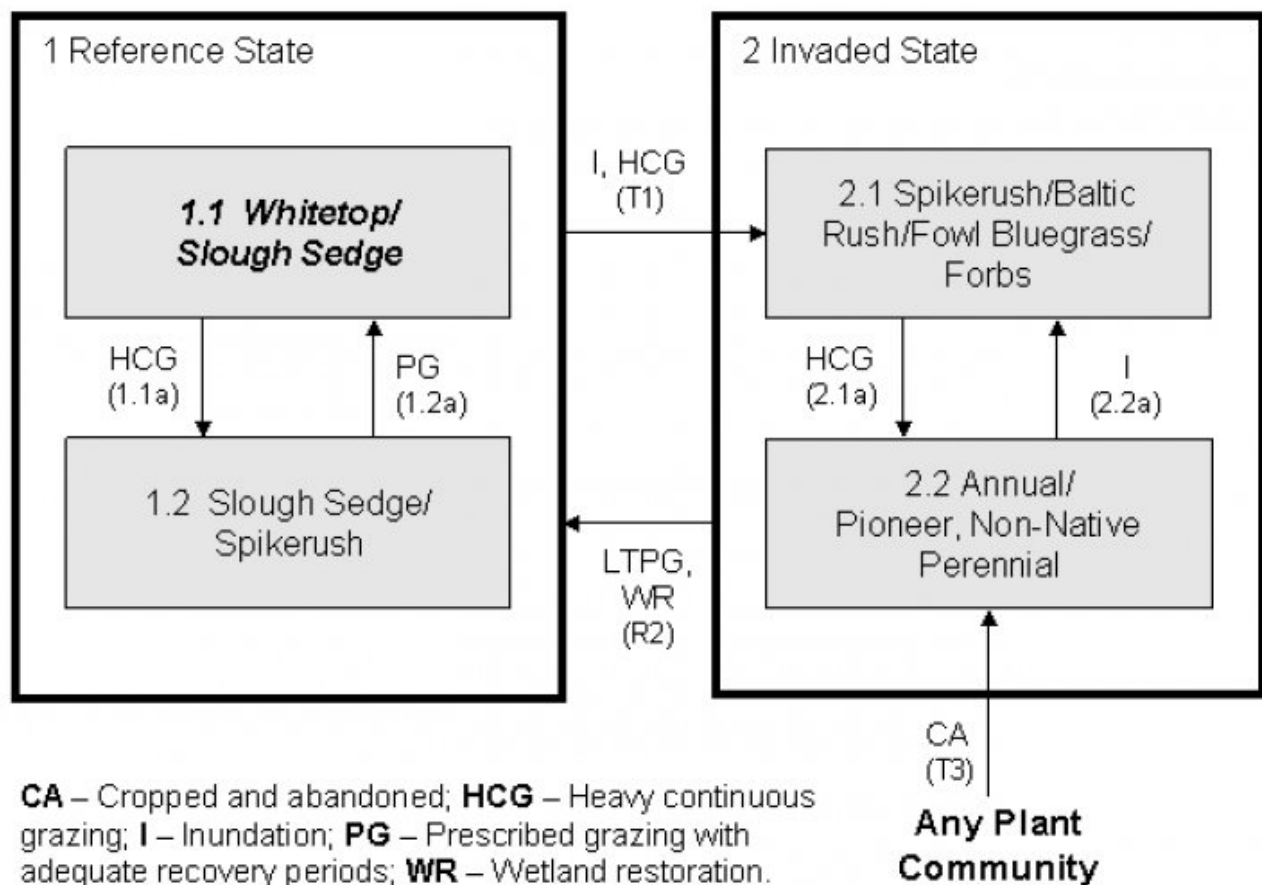 1 Reference State
1.1 Whitetop/
Slough Sedge
HCG
(1.1a)
PG
(1.2a)
1.2 Slough Sedge/
Spikerush
I, HCG
(T1)
LTPG,
WR
(R2)
2 Invaded State
2.1 Spikerush/Baltic
Rush/Fowl Bluegrass/
Forbs
HCG
(2.1a)
I
(2.2a)
2.2 Annual/
Pioneer, Non-Native
Perennial
CA
(T3)
Any Plant
Community
CA – Cropped and abandoned; HCG – Heavy continuous
grazing; I – Inundation; PG – Prescribed grazing with
adequate recovery periods; WR – Wetland restoration.